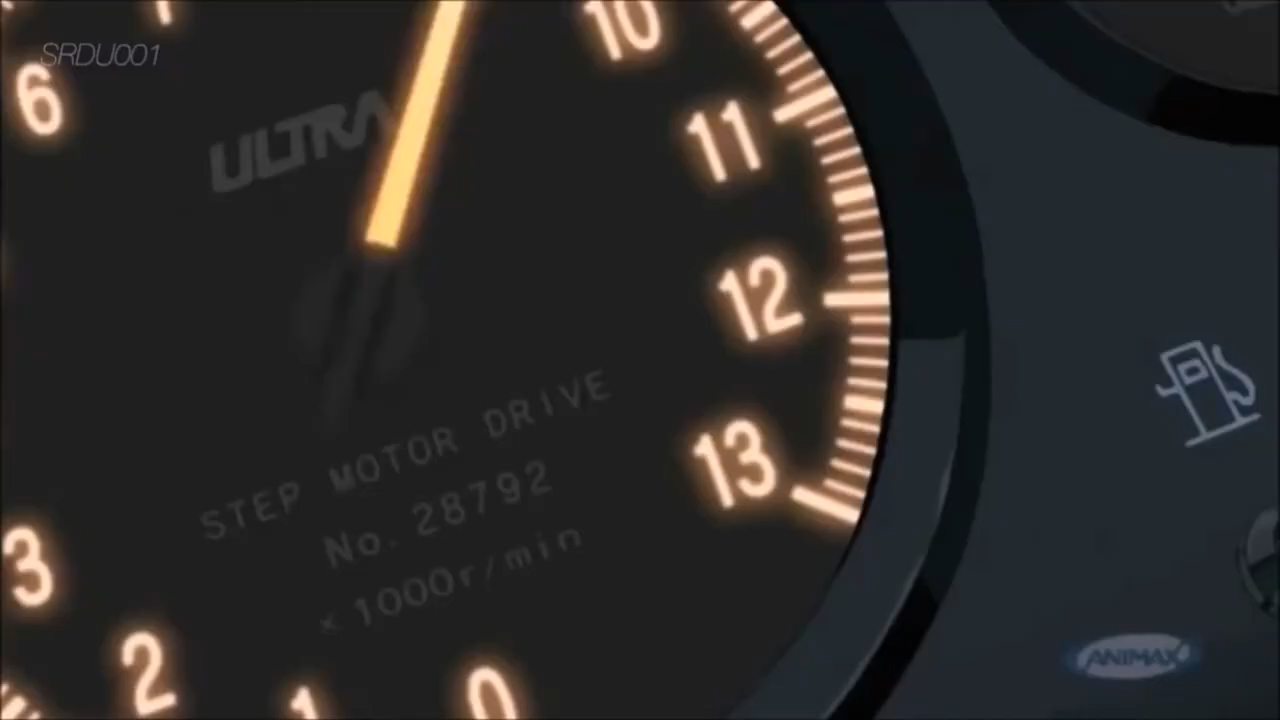 SRDU001
6
10
ULTRA
11
12
STEP MOTOR DRIVE
No. 28792
×1000r/min
13
3
2
1
0
ANIMAX